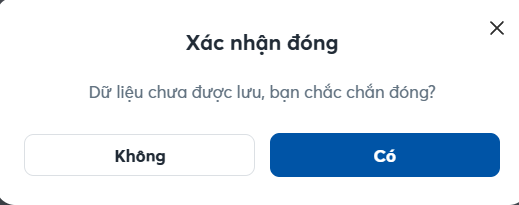 Xác nhận đóng
Dữ liệu chưa được lưu, bạn chắc chắn đóng?
Không
Có